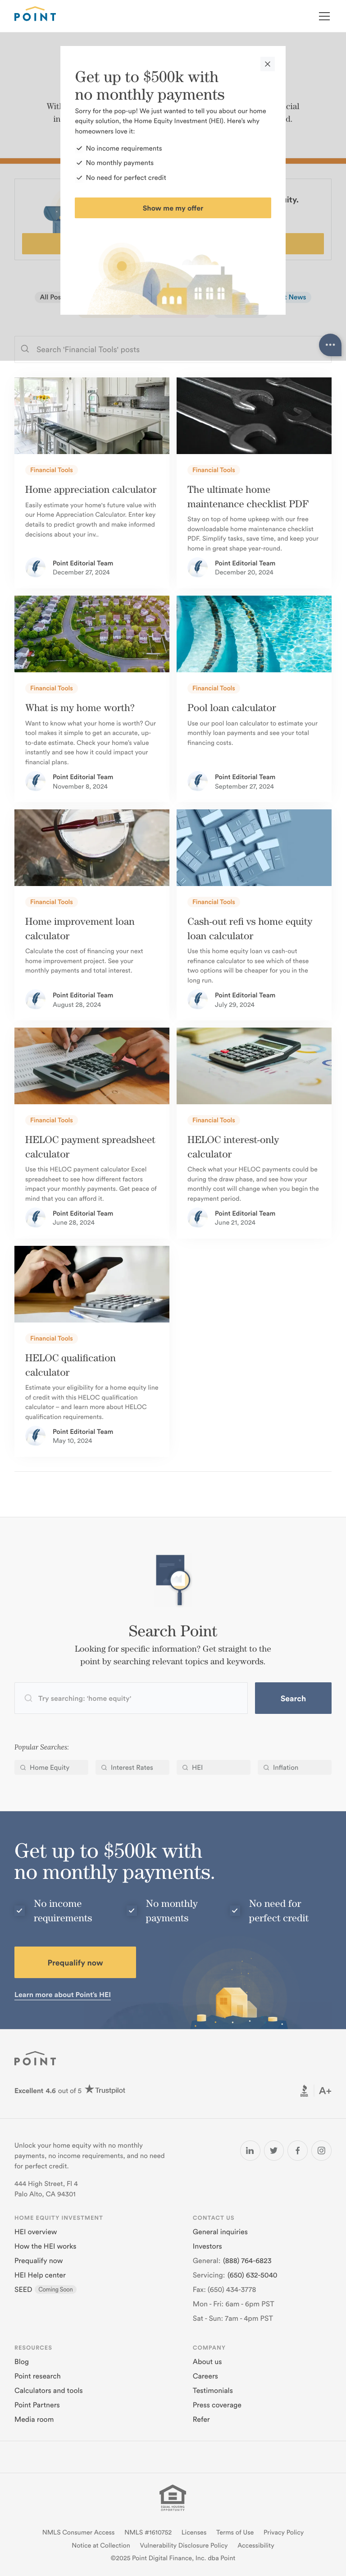 POINT
Get up to $500k with
no monthly payments
Sorry for the pop-up! We just wanted to tell you about our home
equity solution, the Home Equity Investment (HEI). Here's why
homeowners love it:
No income requirements
No monthly payments
No need for perfect credit
Show me my offer
Search 'Financial Tools' posts
Financial Tools
Home appreciation calculator
Easily estimate your home's future value with
our Home Appreciation Calculator. Enter key
details to predict growth and make informed
decisions about your inv..
Point Editorial Team
December 27, 2024
Financial Tools
The ultimate home
maintenance checklist PDF
Stay on top of home upkeep with our free
downloadable home maintenance checklist
PDF. Simplify tasks, save time, and keep your
home in great shape year-round.
Point Editorial Team
December 20, 2024
Financial Tools
What is my home worth?
Want to know what your home is worth? Our
tool makes it simple to get an accurate, up-
to-date estimate. Check your home's value
instantly and see how it could impact your
financial plans.
Point Editorial Team
November 8, 2024
Financial Tools
Pool loan calculator
Use our pool loan calculator to estimate your
monthly loan payments and see your total
financing costs.
Point Editorial Team
September 27, 2024
Financial Tools
Home improvement loan
calculator
Calculate the cost of financing your next
home improvement project. See your
monthly payments and total interest.
Point Editorial Team
August 28, 2024
Financial Tools
Cash-out refi vs home equity
loan calculator
Use this home equity loan vs cash-out
refinance calculator to see which of these
two options will be cheaper for you in the
long run.
Point Editorial Team
July 29, 2024
Financial Tools
HELOC payment spreadsheet
calculator
Use this HELOC payment calculator Excel
spreadsheet to see how different factors
impact your monthly payments. Get peace of
mind that you can afford it.
Point Editorial Team
June 28, 2024
Financial Tools
HELOC interest-only
calculator
Check what your HELOC payments could be
during the draw phase, and see how your
monthly cost will change when you begin the
repayment period.
Point Editorial Team
June 21, 2024
Financial Tools
HELOC qualification
calculator
Estimate your eligibility for a home equity line
of credit with this HELOC qualification
calculator – and learn more about HELOC
qualification requirements.
Point Editorial Team
May 10, 2024
Search Point
Looking for specific information? Get straight to the
point by searching relevant topics and keywords.
Try searching: 'home equity'
Search
Popular Searches:
Home Equity
Interest Rates
HEI
Inflation
Get up to $500k with
no monthly payments.
No income
requirements
No monthly
payments
No need for
perfect credit
Prequalify now
Learn more about Point's HEI
POINT
Excellent 4.6 out of 5 Trustpilot
A+
Unlock your home equity with no monthly
payments, no income requirements, and no need
for perfect credit.
444 High Street, Fl 4
Palo Alto, CA 94301
HOME EQUITY INVESTMENT
HEI overview
How the HEI works
Prequalify now
HEI Help center
SEED Coming Soon
CONTACT US
General inquiries
Investors
General: (888) 764-6823
Servicing: (650) 632-5040
Fax: (650) 434-3778
Mon - Fri: 6am - 6pm PST
Sat - Sun: 7am - 4pm PST
RESOURCES
Blog
Point research
Calculators and tools
Point Partners
Media room
COMPANY
About us
Careers
Testimonials
Press coverage
Refer
EQUAL HOUSING
OPPORTUNITY
NMLS Consumer Access NMLS #1610752 Licenses Terms of Use Privacy Policy
Notice at Collection Vulnerability Disclosure Policy Accessibility
©2025 Point Digital Finance, Inc. dba Point